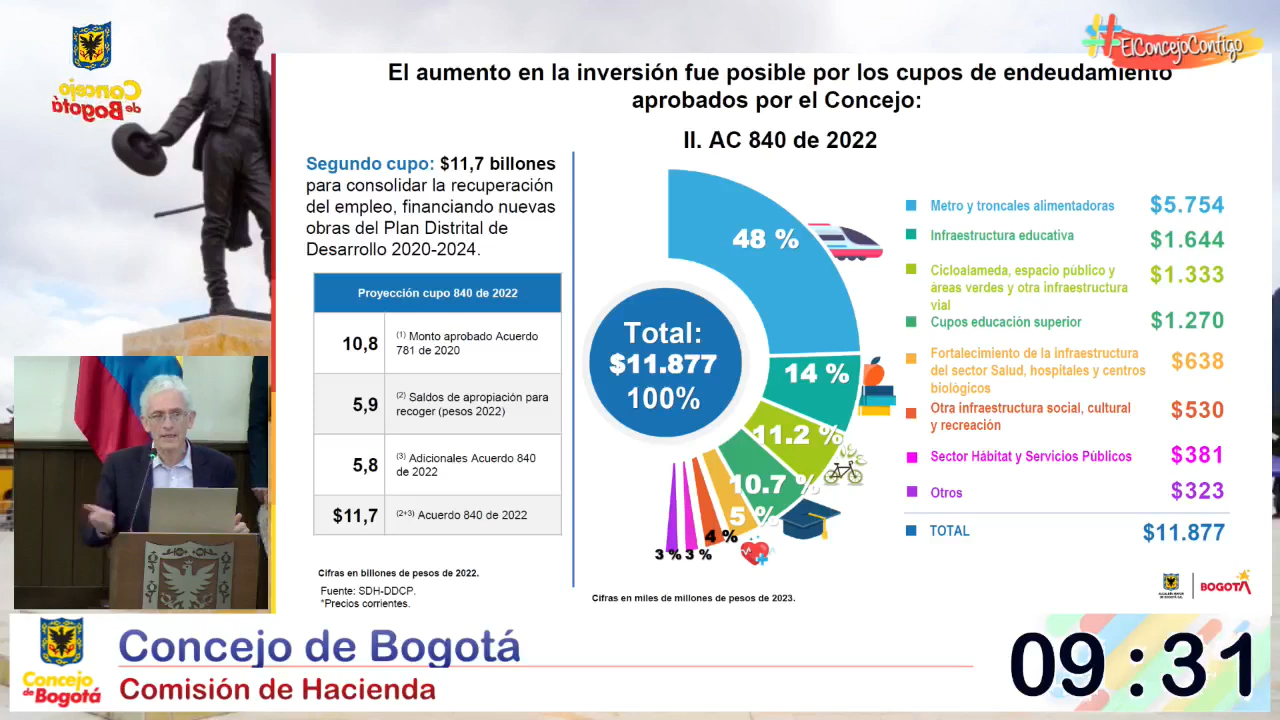 Concejo
de Bogotá
#ElConcejoContigo
El aumento en la inversión fue posible por los cupos de endeudamiento
aprobados por el Concejo:
II. AC 840 de 2022
Segundo cupo: $11,7 billones
para consolidar la recuperación
del empleo, financiando nuevas
obras del Plan Distrital de
Desarrollo 2020-2024.
Proyección cupo 840 de 2022
10,8 (1) Monto aprobado Acuerdo
781 de 2020
5,9 (2) Saldos de apropiación para
recoger (pesos 2022)
5,8 (3) Adicionales Acuerdo 840
de 2022
$11,7 (2+3) Acuerdo 840 de 2022
Cifras en billones de pesos de 2022.
Fuente: SDH-DDCP.
*Precios corrientes.
48 %
14 %
11.2 %
10.7 %
5 %
4 %
3 %
3 %
Total:
$11.877
100%
Cifras en miles de millones de pesos de 2023.
Metro y troncales alimentadoras $5.754
Infraestructura educativa $1.644
Cicloalameda, espacio público y
áreas verdes y otra infraestructura
vial $1.333
Cupos educación superior $1.270
Fortalecimiento de la infraestructura
del sector Salud, hospitales y centros
biológicos $638
Otra infraestructura social, cultural
y recreación $530
Sector Hábitat y Servicios Públicos $381
Otros $323
TOTAL $11.877
ALCALDÍA MAYOR
DE BOGOTÁ D.C.
BOGOTÁ
Concejo
de Bogotá
Concejo de Bogotá
Comisión de Hacienda
09:31